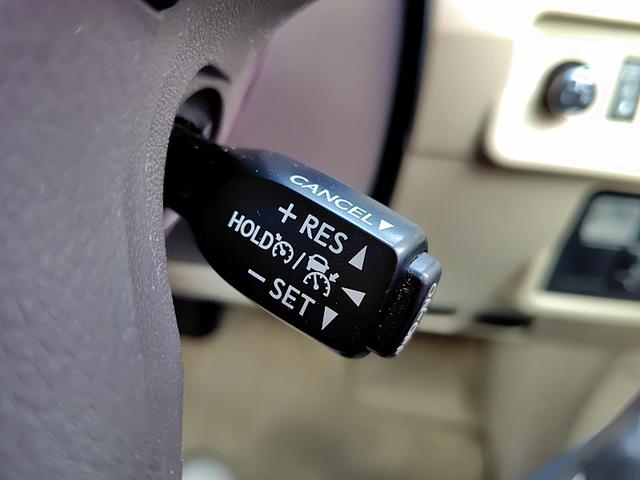 CANCEL▼
+ RES ▲
HOLD /
− SET ▼